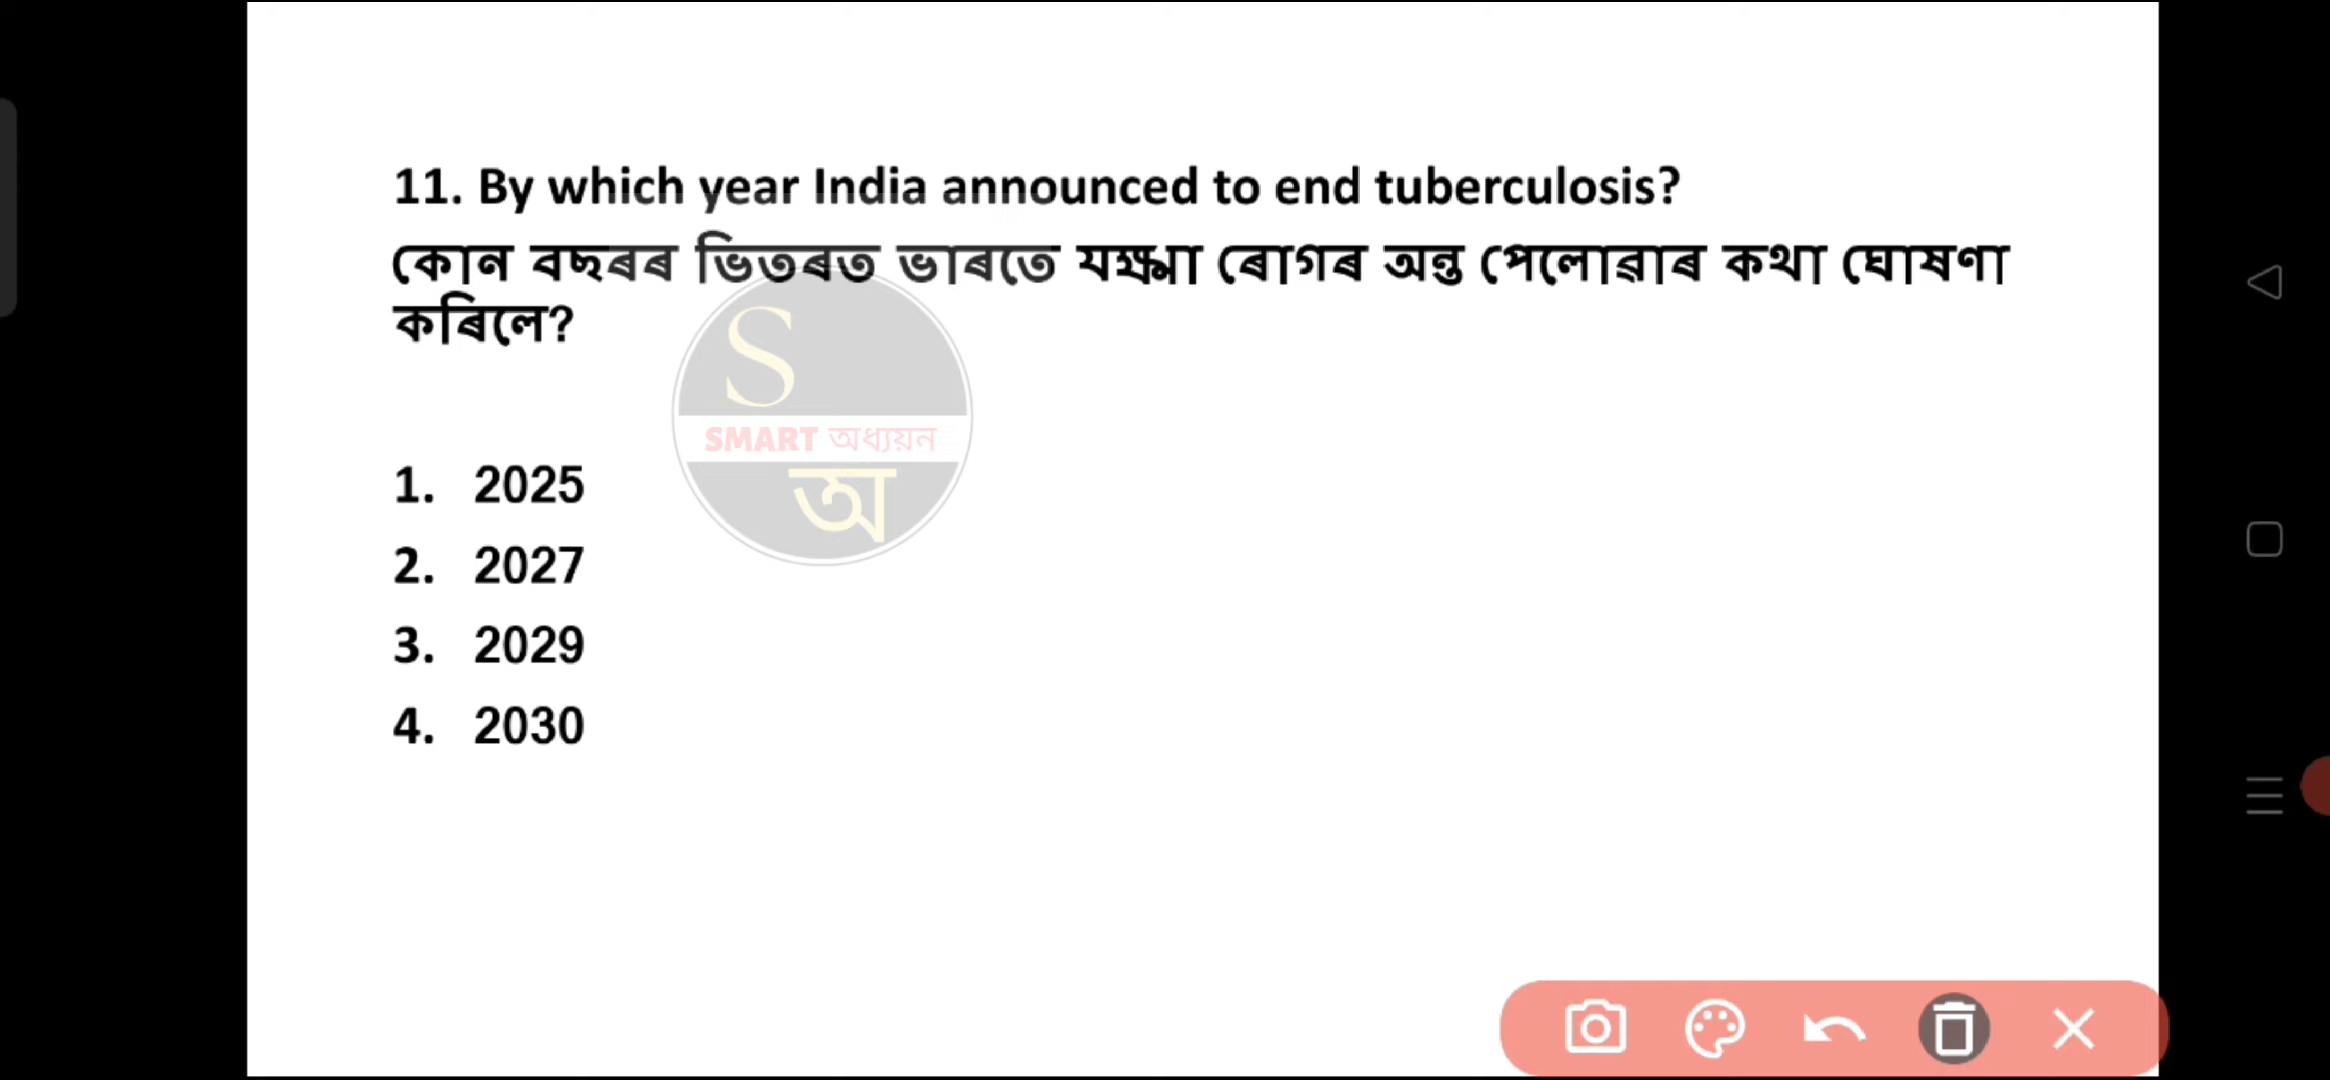 11. By which year India announced to end tuberculosis?
কোন বছৰৰ ভিতৰত ভাৰতে যক্ষ্মা ৰোগৰ অন্ত পেলোৱাৰ কথা ঘোষণা
কৰিলে?
S
SMART অধ্যয়ন
অ
1. 2025
2. 2027
3. 2029
4. 2030